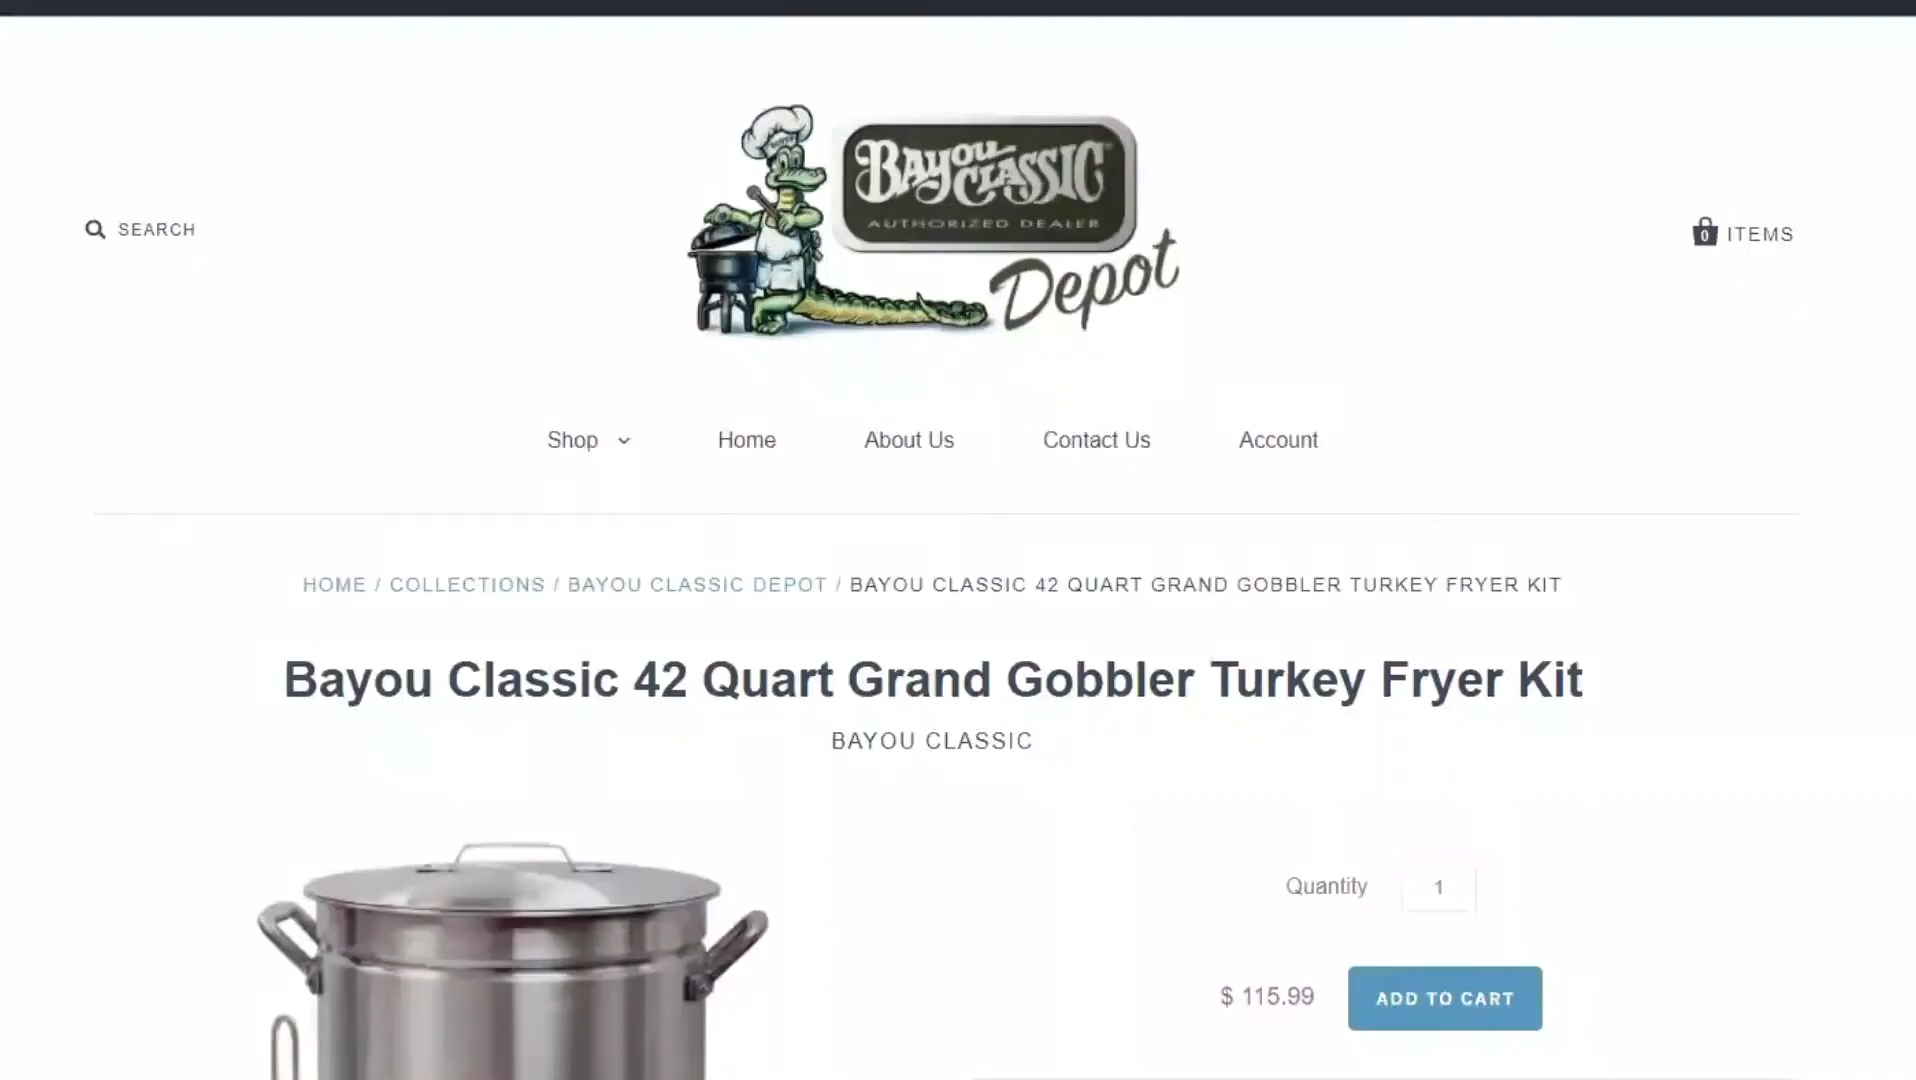 BAYOU CLASSIC
AUTHORIZED DEALER
Depot
SEARCH
0 ITEMS
Shop
Home
About Us
Contact Us
Account
HOME / COLLECTIONS / BAYOU CLASSIC DEPOT / BAYOU CLASSIC 42 QUART GRAND GOBBLER TURKEY FRYER KIT
Bayou Classic 42 Quart Grand Gobbler Turkey Fryer Kit
BAYOU CLASSIC
Quantity 1
$ 115.99
ADD TO CART